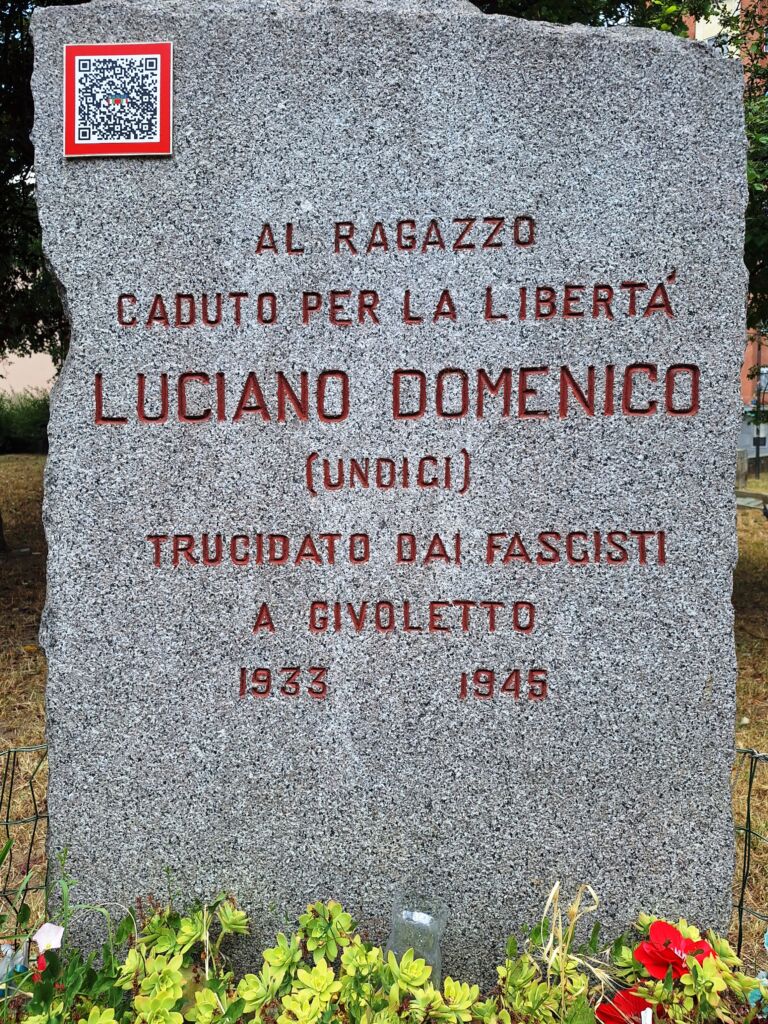 AL RAGAZZO
CADUTO PER LA LIBERTÁ
LUCIANO DOMENICO
(UNDICI)
TRUCIDATO DAI FASCISTI
A GIVOLETTO
1933 1945